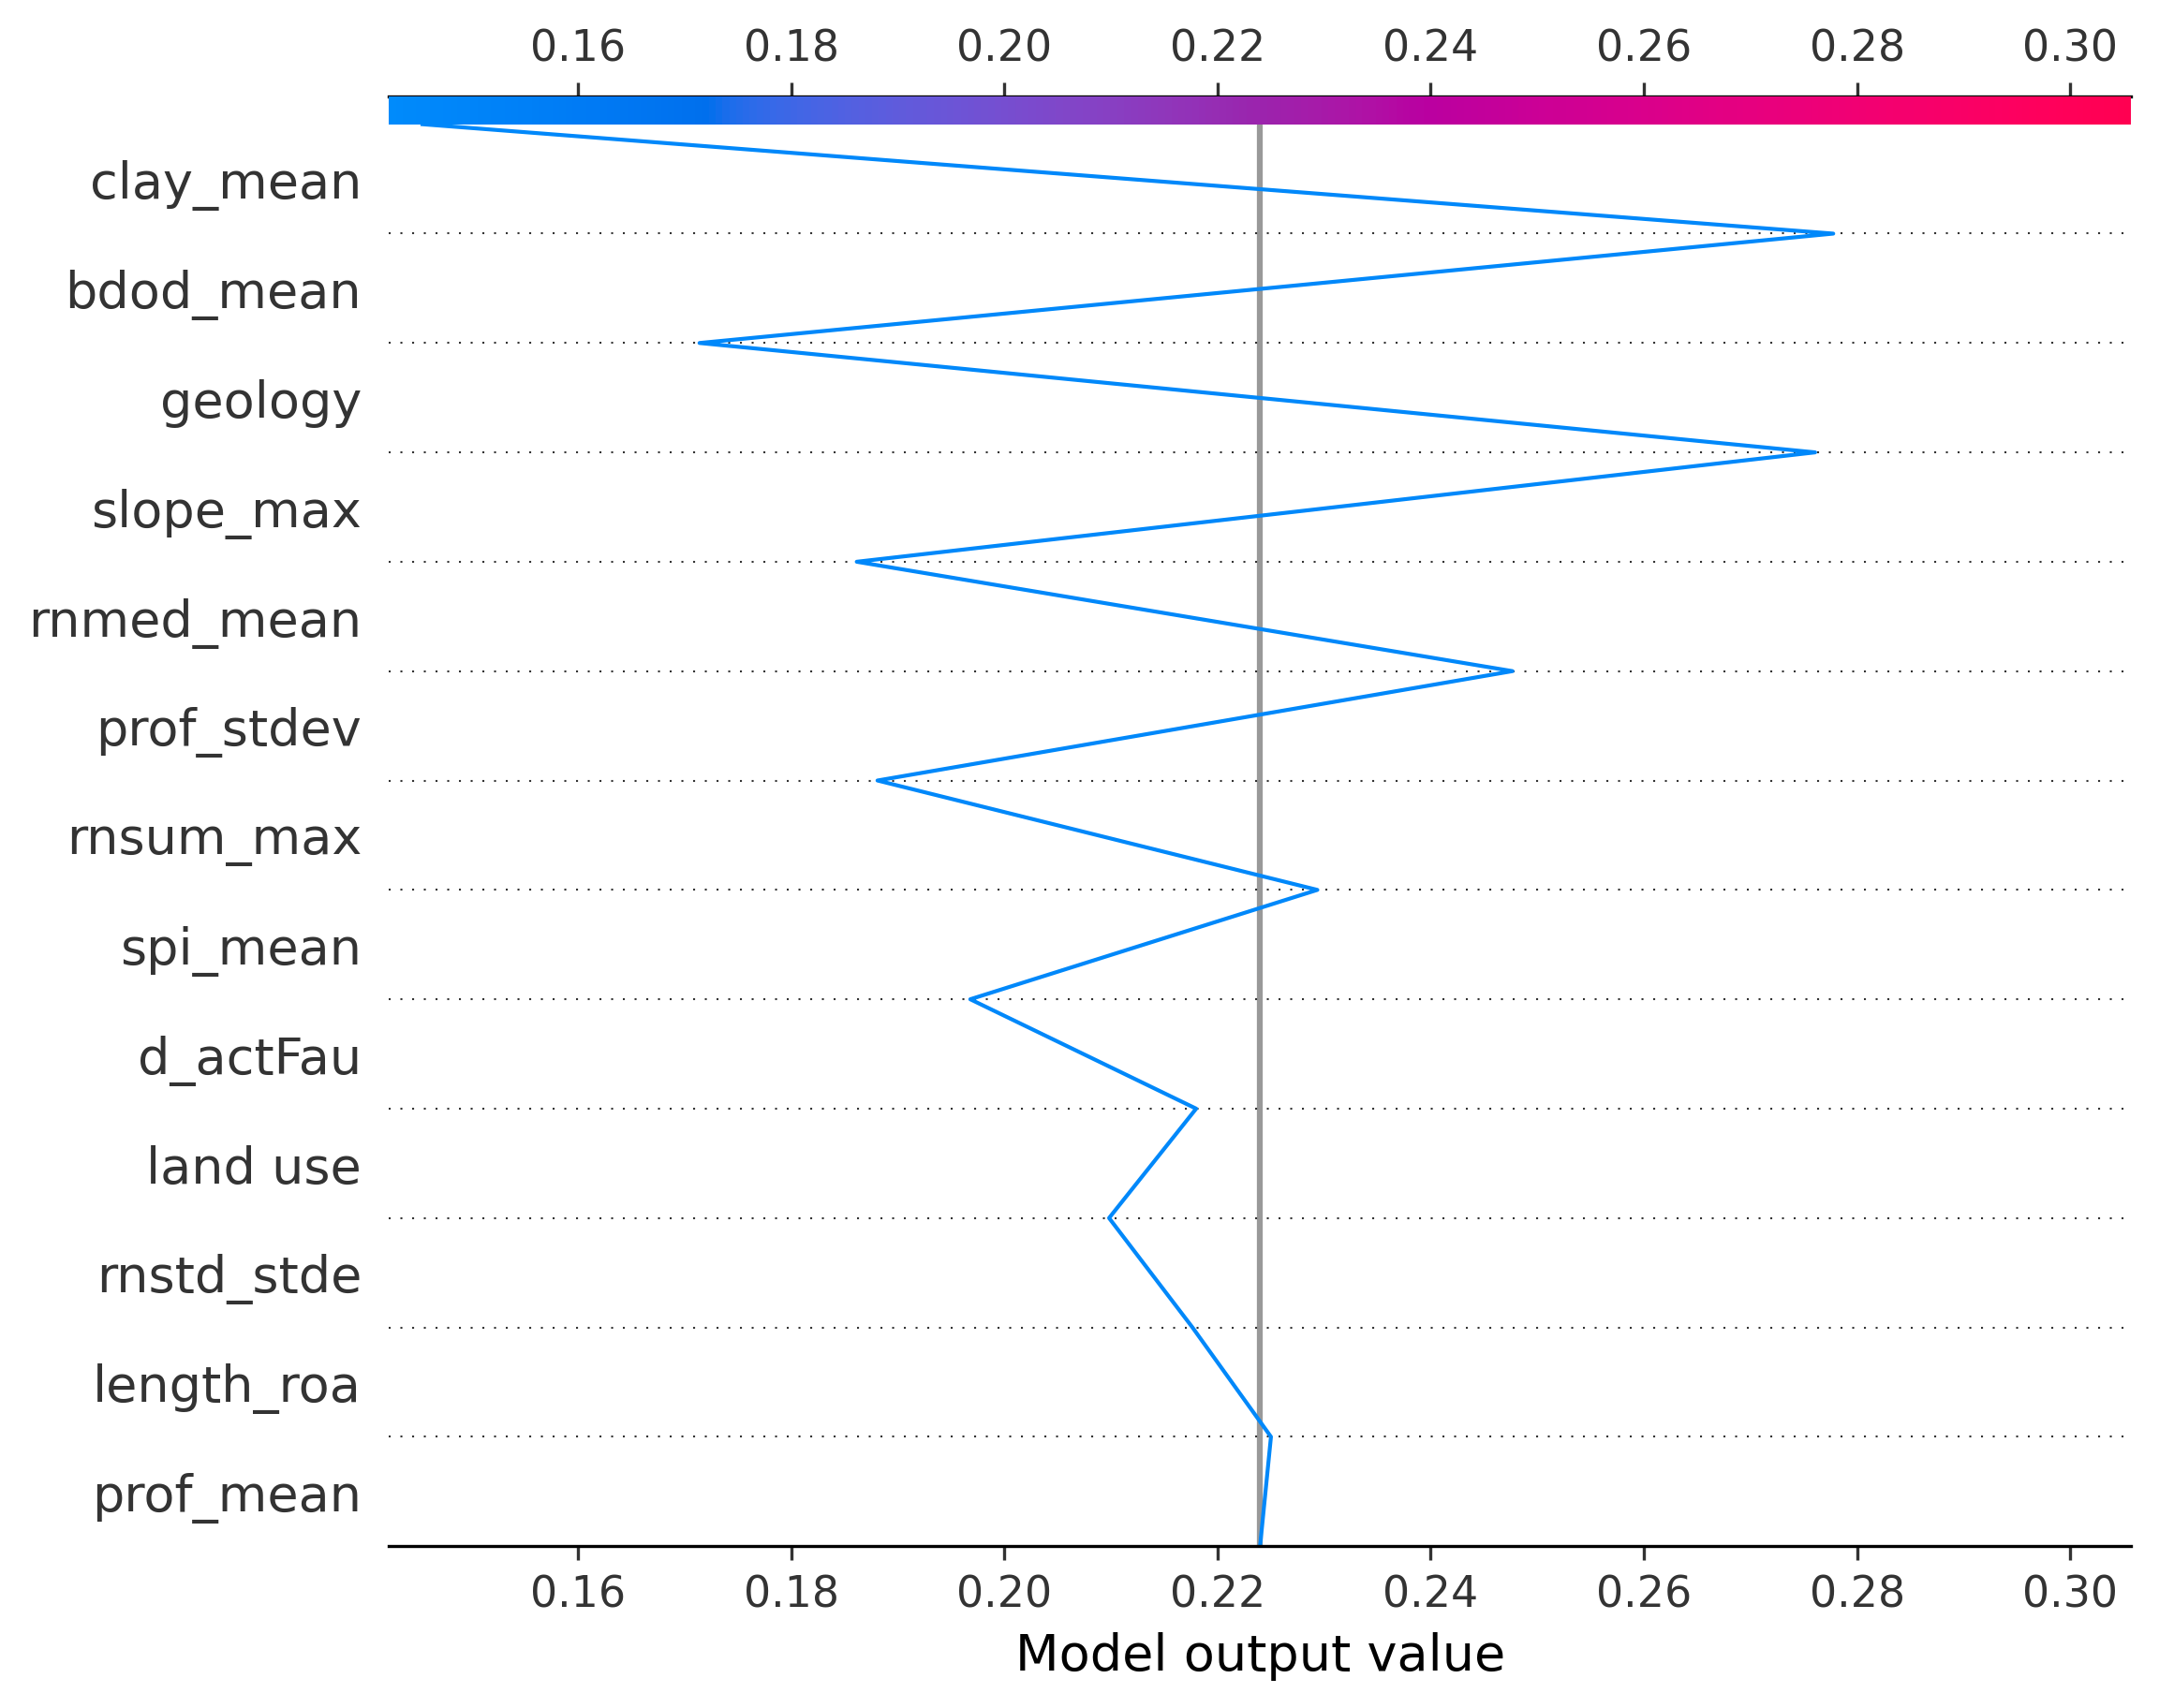 0.16 0.18 0.20 0.22 0.24 0.26 0.28 0.30
clay_mean
bdod_mean
geology
slope_max
rnmed_mean
prof_stdev
rnsum_max
spi_mean
d_actFau
land use
rnstd_stde
length_roa
prof_mean
0.16 0.18 0.20 0.22 0.24 0.26 0.28 0.30
Model output value